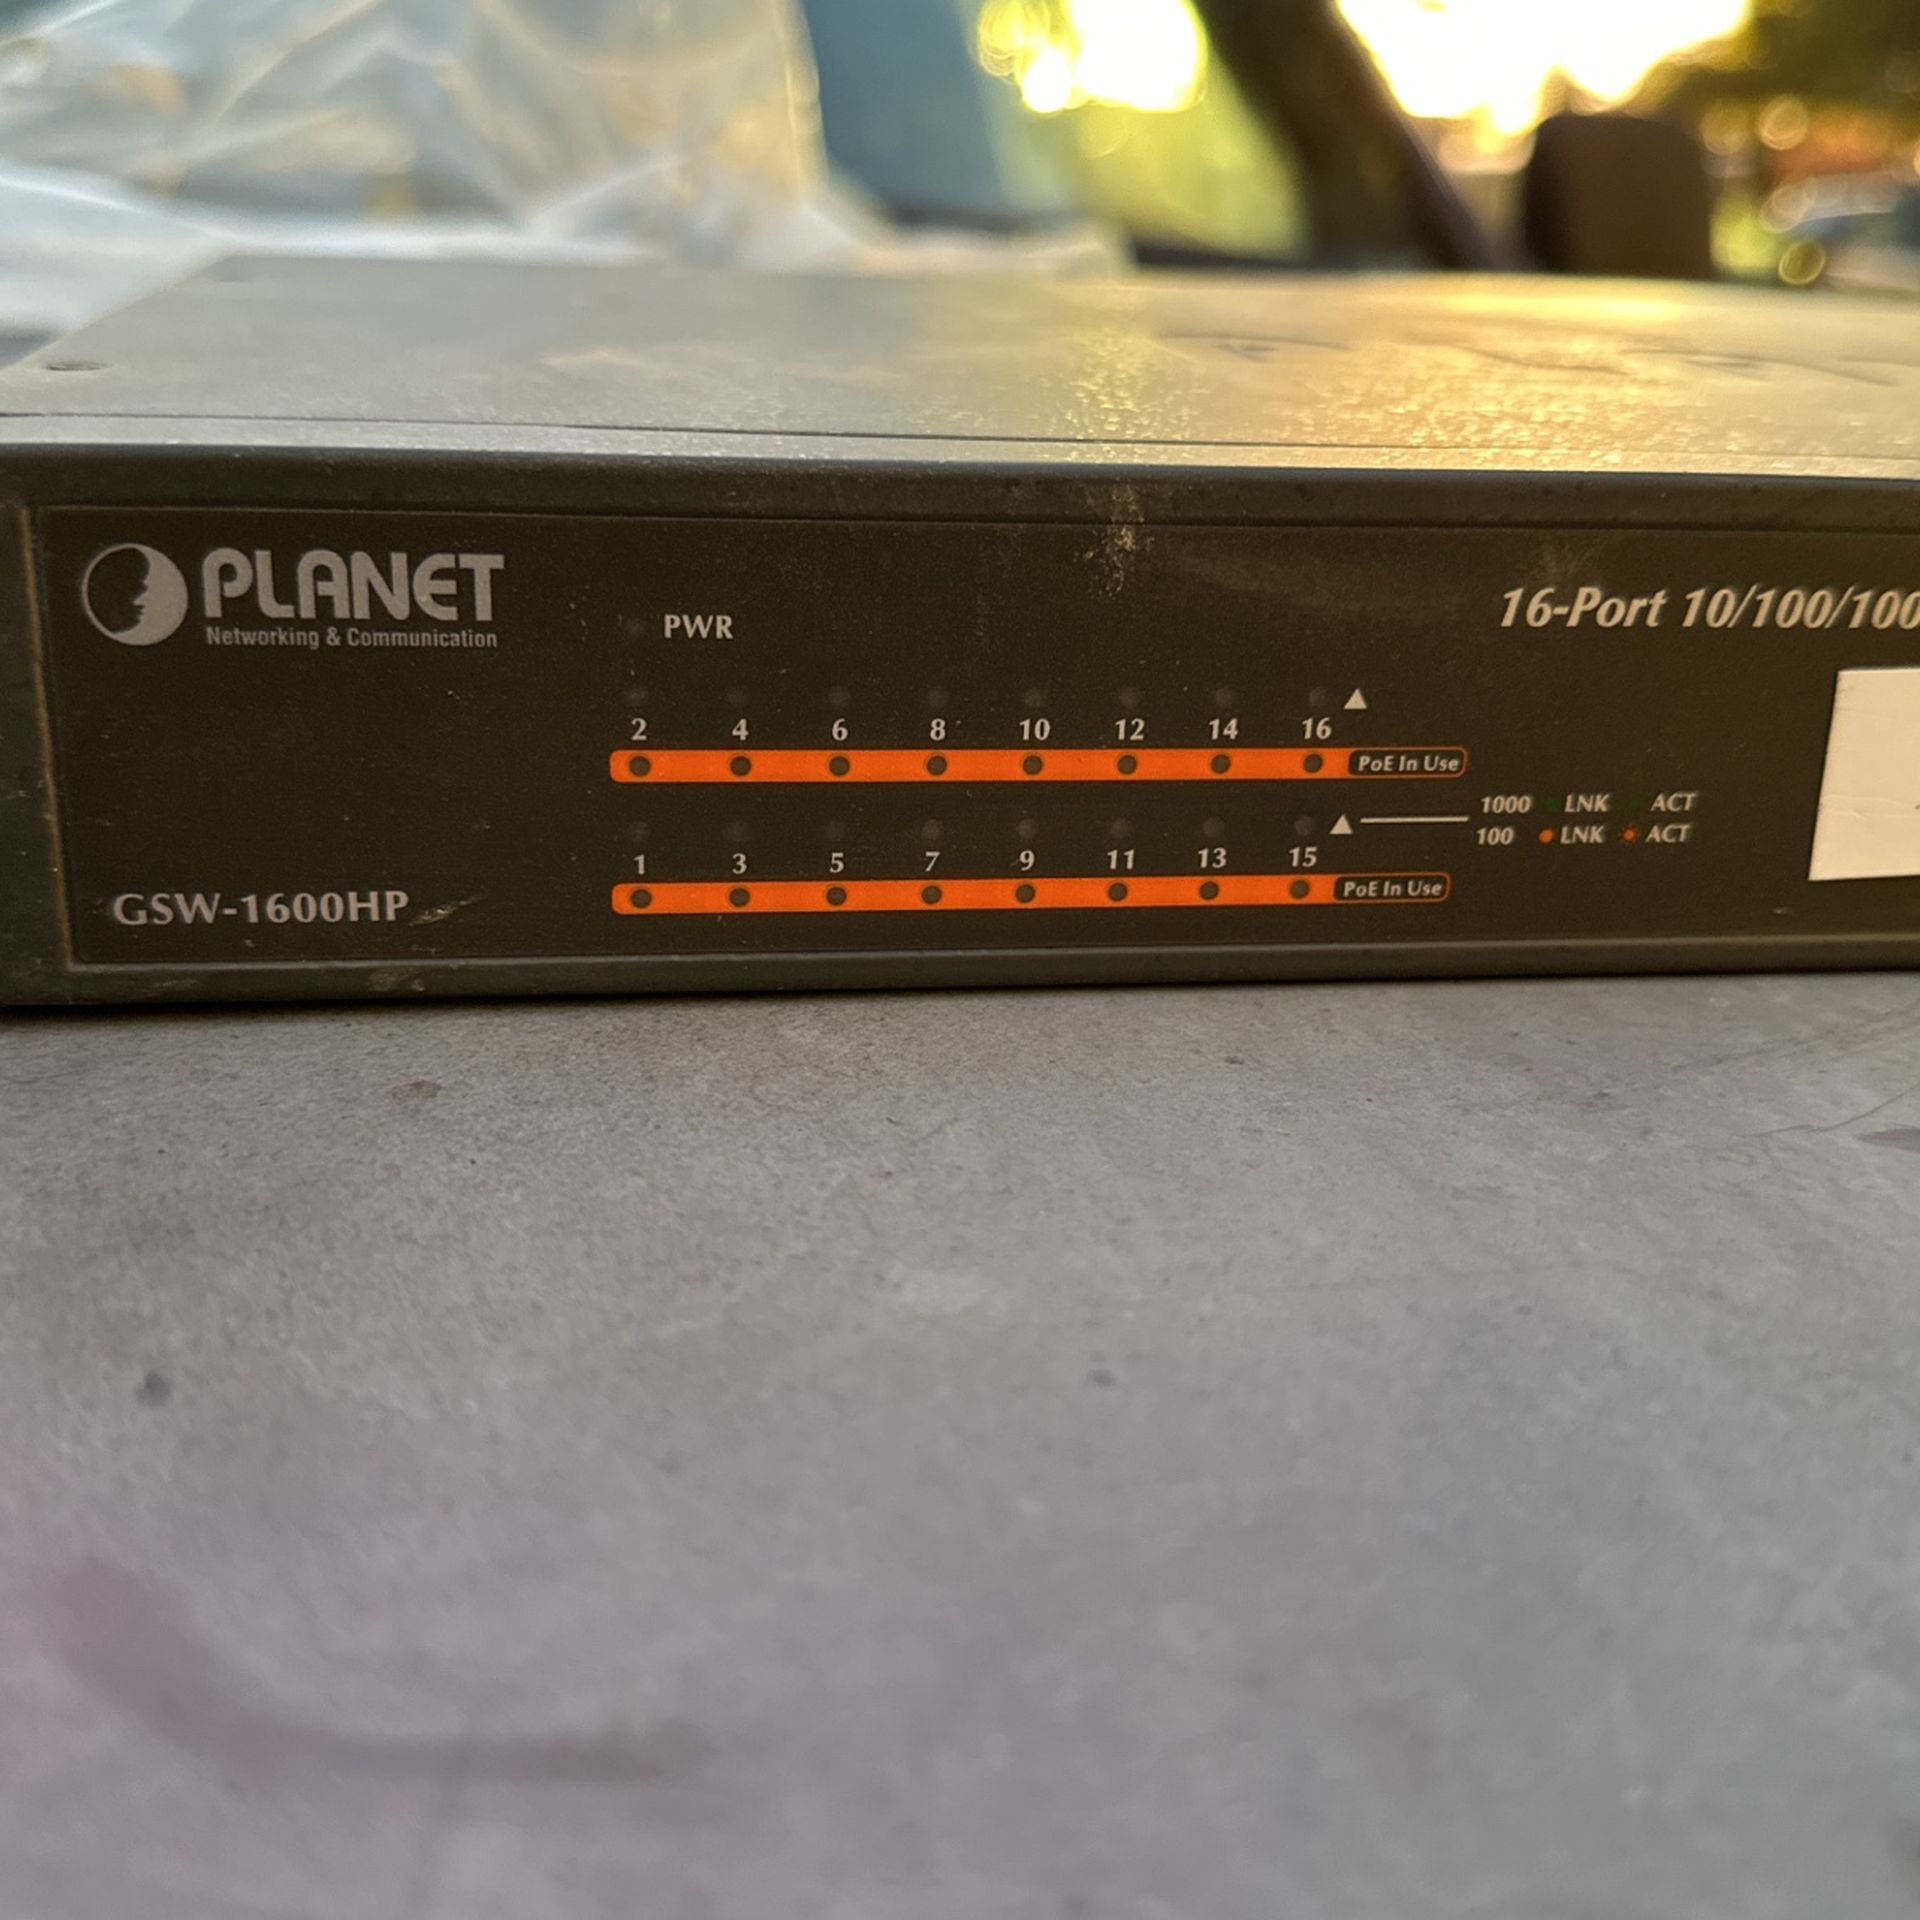 PLANET
Networking & Communication
PWR
16-Port 10/100/100
2 4 6 8 10 12 14 16
PoE In Use
1000 LNK ACT
100 LNK ACT
1 3 5 7 9 11 13 15
PoE In Use
GSW-1600HP